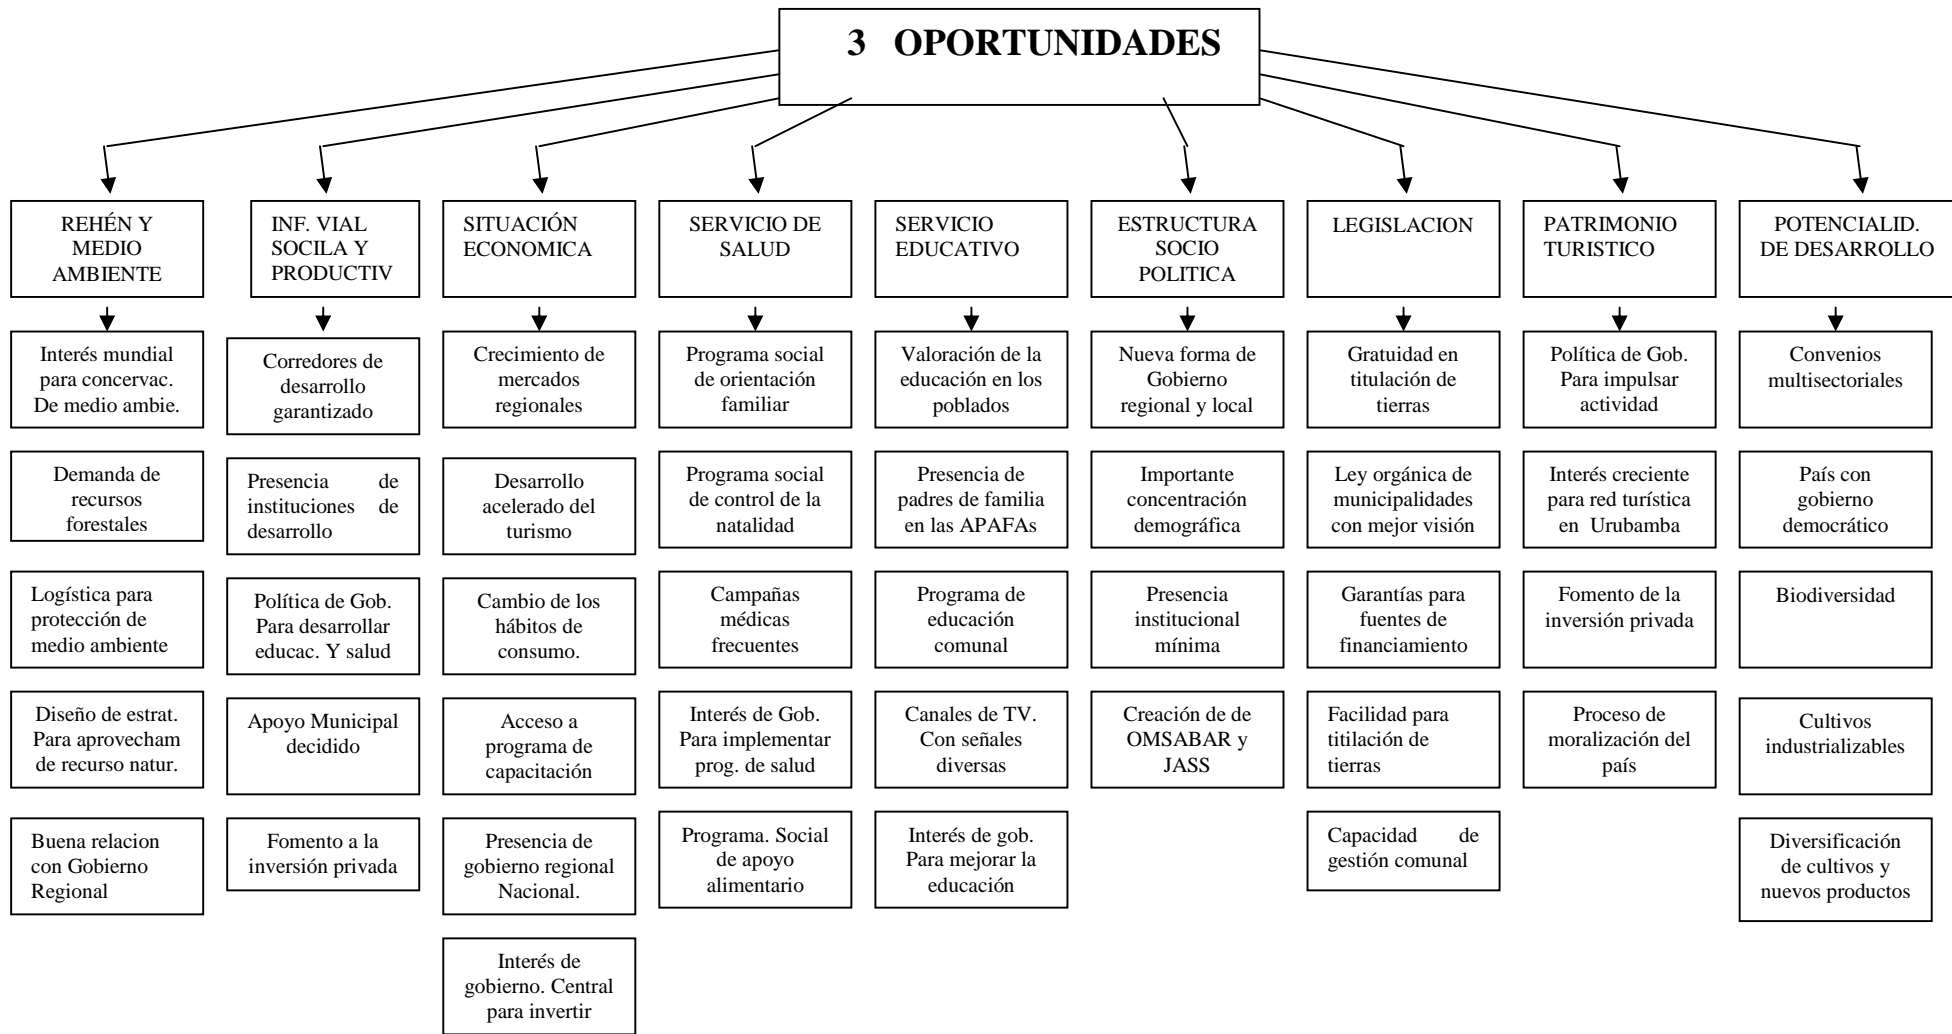 3 OPORTUNIDADES
REHÉN Y
MEDIO
AMBIENTE
Interés mundial
para concervac.
De medio ambie.
Demanda de
recursos
forestales
Logística para
protección de
medio ambiente
Diseño de estrat.
Para aprovecham
de recurso natur.
Buena relacion
con Gobierno
Regional
INF. VIAL
SOCILA Y
PRODUCTIV
Corredores de
desarrollo
garantizado
Presencia de
instituciones de
desarrollo
Política de Gob.
Para desarrollar
educac. Y salud
Apoyo Municipal
decidido
Fomento a la
inversión privada
SITUACIÓN
ECONOMICA
Crecimiento de
mercados
regionales
Desarrollo
acelerado del
turismo
Cambio de los
hábitos de
consumo.
Acceso a
programa de
capacitación
Presencia de
gobierno regional
Nacional.
Interés de
gobierno. Central
para invertir
SERVICIO DE
SALUD
Programa social
de orientación
familiar
Programa social
de control de la
natalidad
Campañas
médicas
frecuentes
Interés de Gob.
Para implementar
prog. de salud
Programa. Social
de apoyo
alimentario
SERVICIO
EDUCATIVO
Valoración de la
educación en los
poblados
Presencia de
padres de familia
en las APAFAs
Programa de
educación
comunal
Canales de TV.
Con señales
diversas
Interés de gob.
Para mejorar la
educación
ESTRUCTURA
SOCIO
POLITICA
Nueva forma de
Gobierno
regional y local
Importante
concentración
demográfica
Presencia
institucional
mínima
Creación de de
OMSABAR y
JASS
LEGISLACION
Gratuidad en
titulación de
tierras
Ley orgánica de
municipalidades
con mejor visión
Garantías para
fuentes de
financiamiento
Facilidad para
titilación de
tierras
Capacidad de
gestión comunal
PATRIMONIO
TURISTICO
Política de Gob.
Para impulsar
actividad
Interés creciente
para red turística
en Urubamba
Fomento de la
inversión privada
Proceso de
moralización del
país
POTENCIALID.
DE DESARROLLO
Convenios
multisectoriales
País con
gobierno
democrático
Biodiversidad
Cultivos
industrializables
Diversificación
de cultivos y
nuevos productos